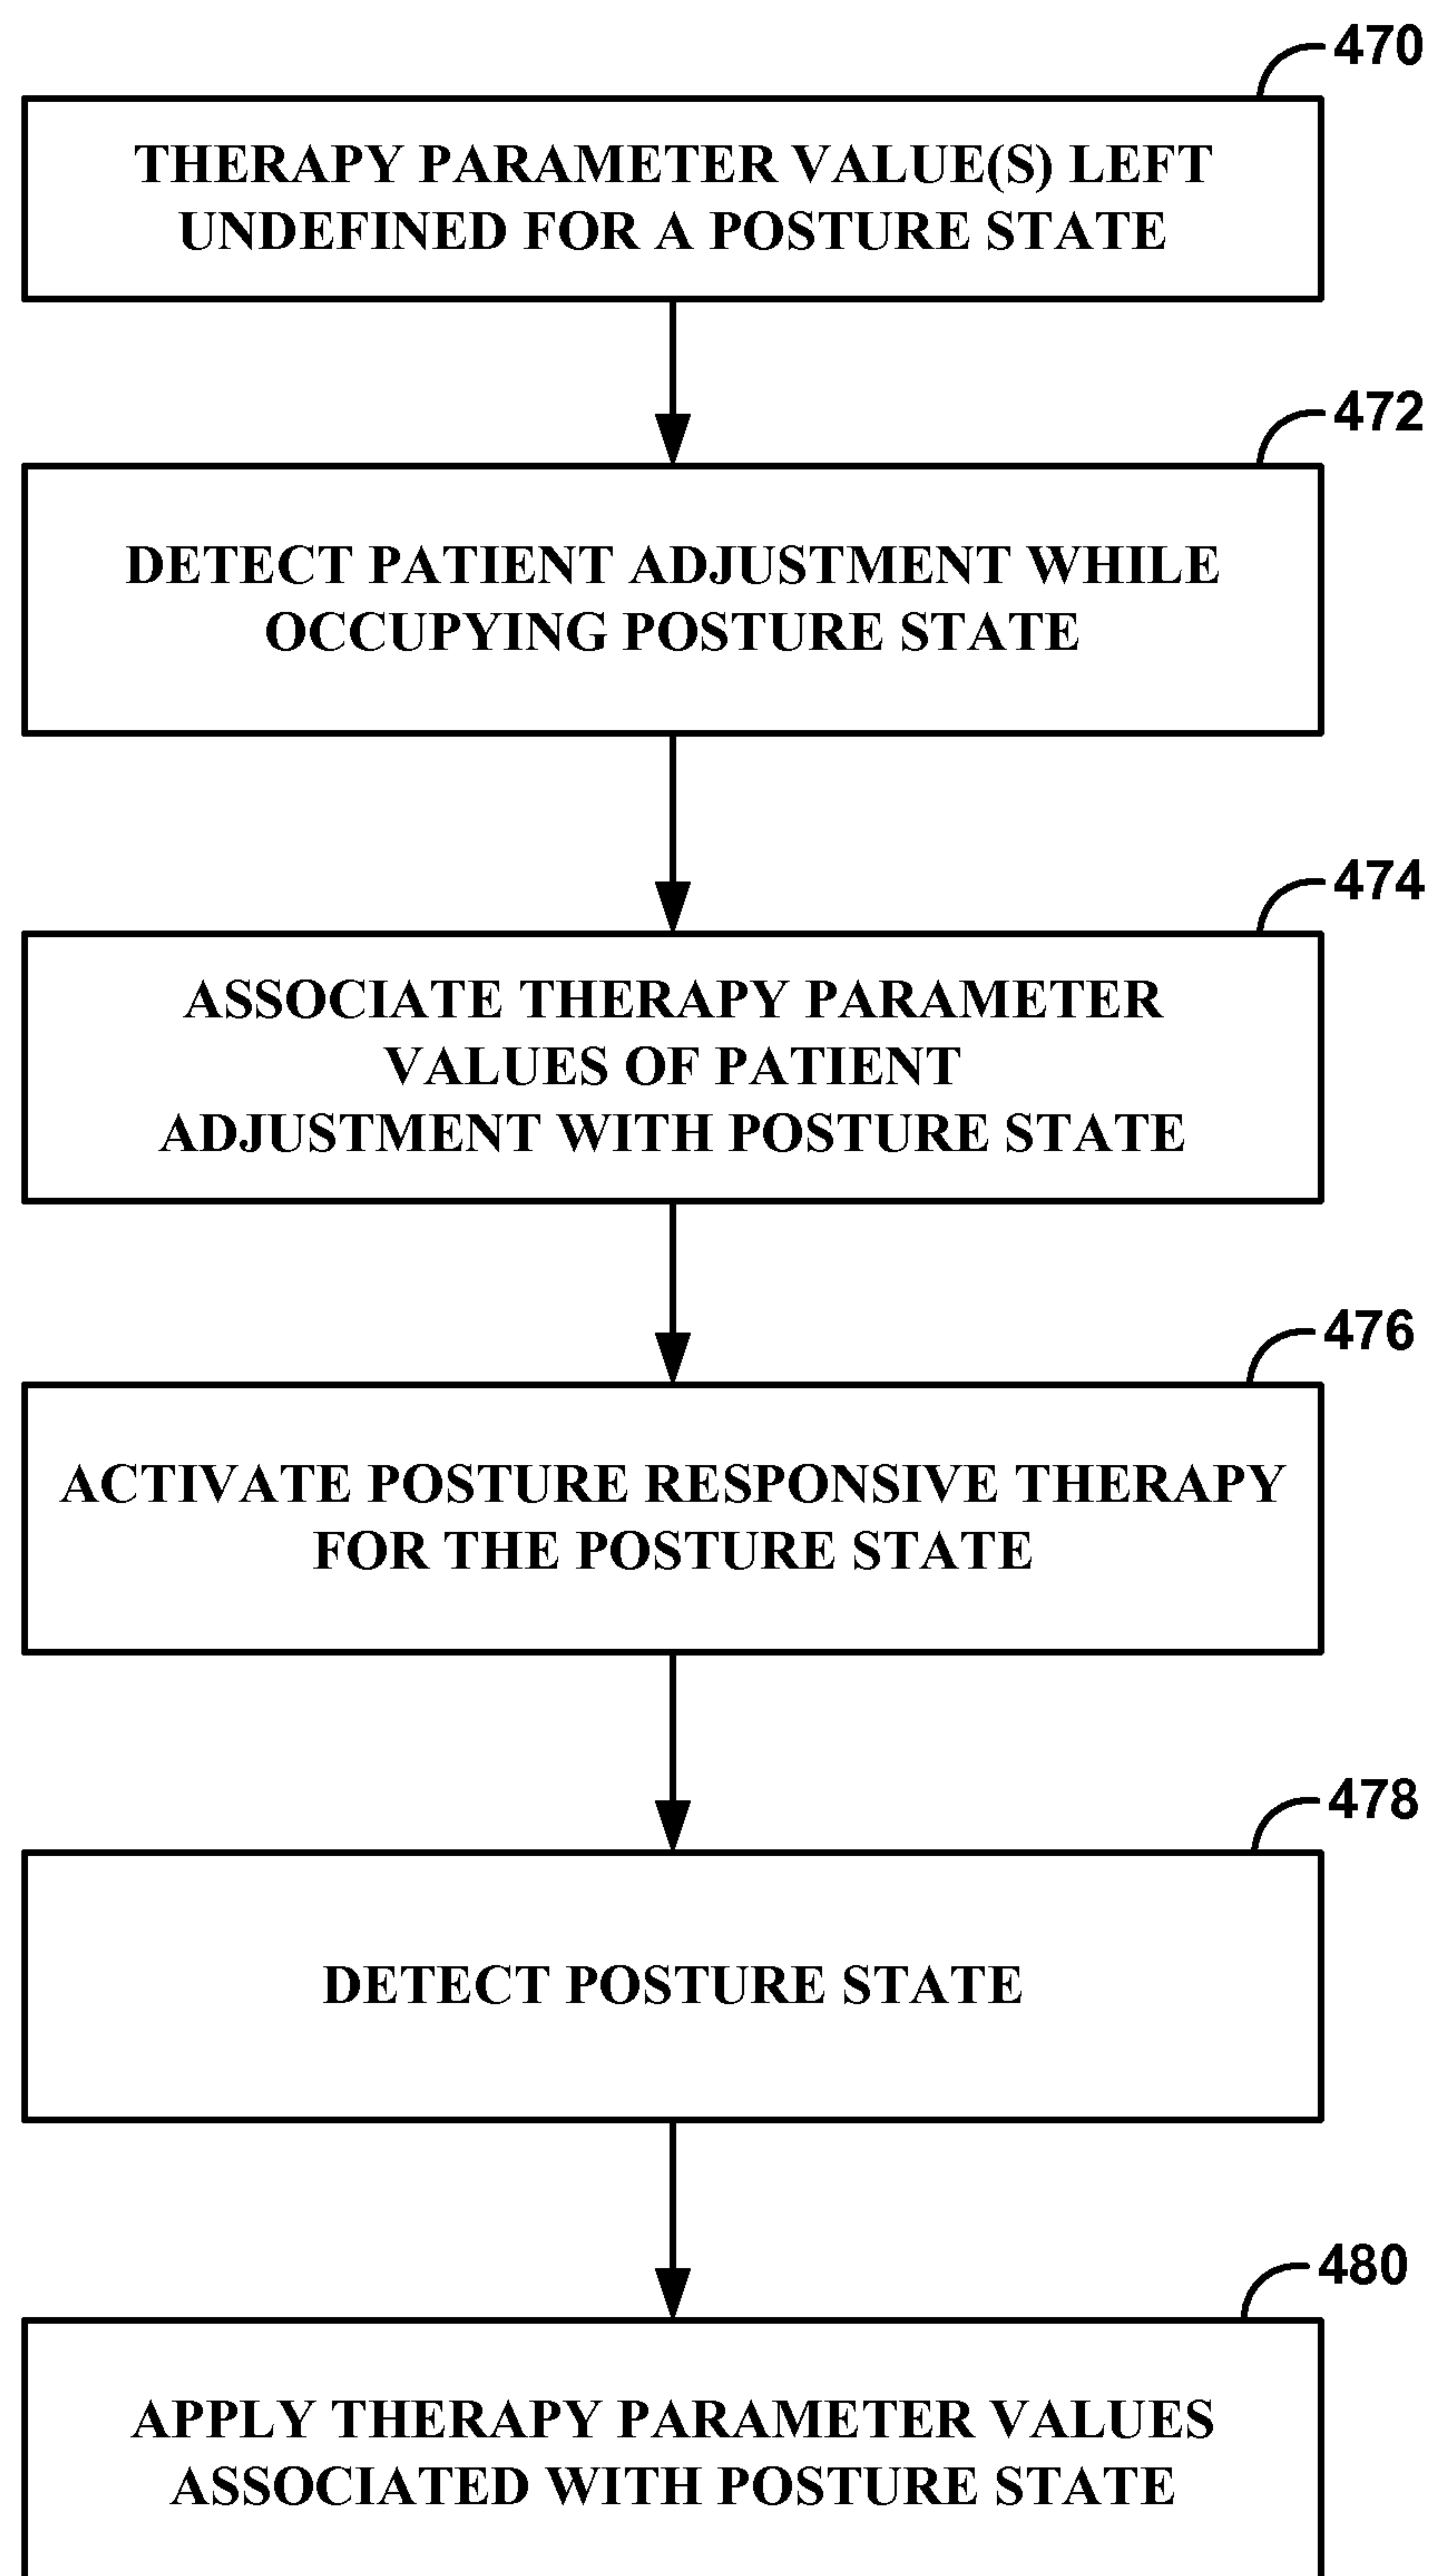 470
THERAPY PARAMETER VALUE(S) LEFT
UNDEFINED FOR A POSTURE STATE
472
DETECT PATIENT ADJUSTMENT WHILE
OCCUPYING POSTURE STATE
474
ASSOCIATE THERAPY PARAMETER
VALUES OF PATIENT
ADJUSTMENT WITH POSTURE STATE
476
ACTIVATE POSTURE RESPONSIVE THERAPY
FOR THE POSTURE STATE
478
DETECT POSTURE STATE
480
APPLY THERAPY PARAMETER VALUES
ASSOCIATED WITH POSTURE STATE